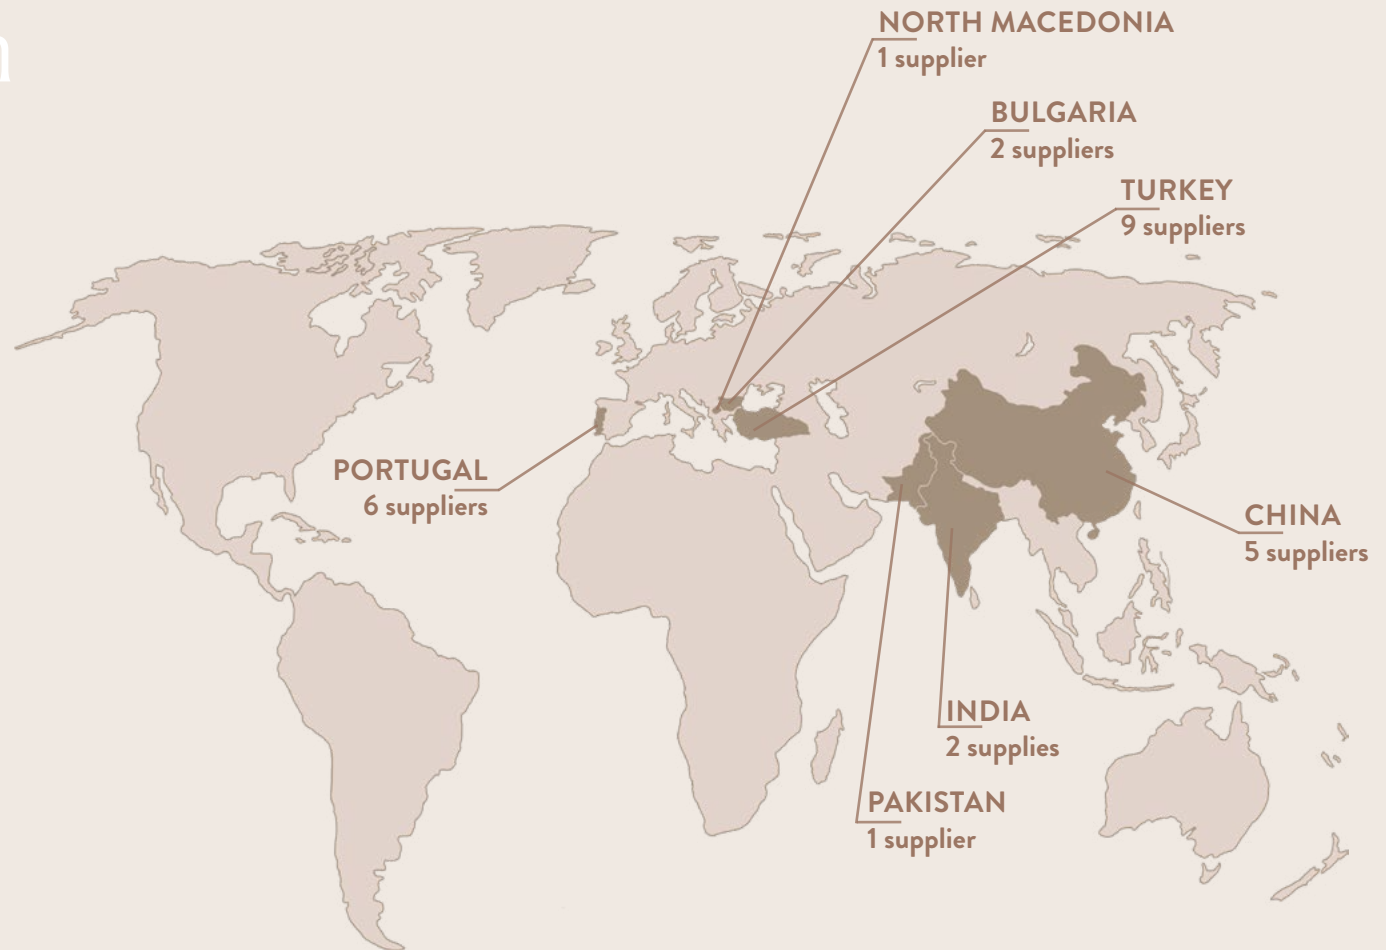 NORTH MACEDONIA
1 supplier
BULGARIA
2 suppliers
TURKEY
9 suppliers
PORTUGAL
6 suppliers
CHINA
5 suppliers
INDIA
2 supplies
PAKISTAN
1 supplier